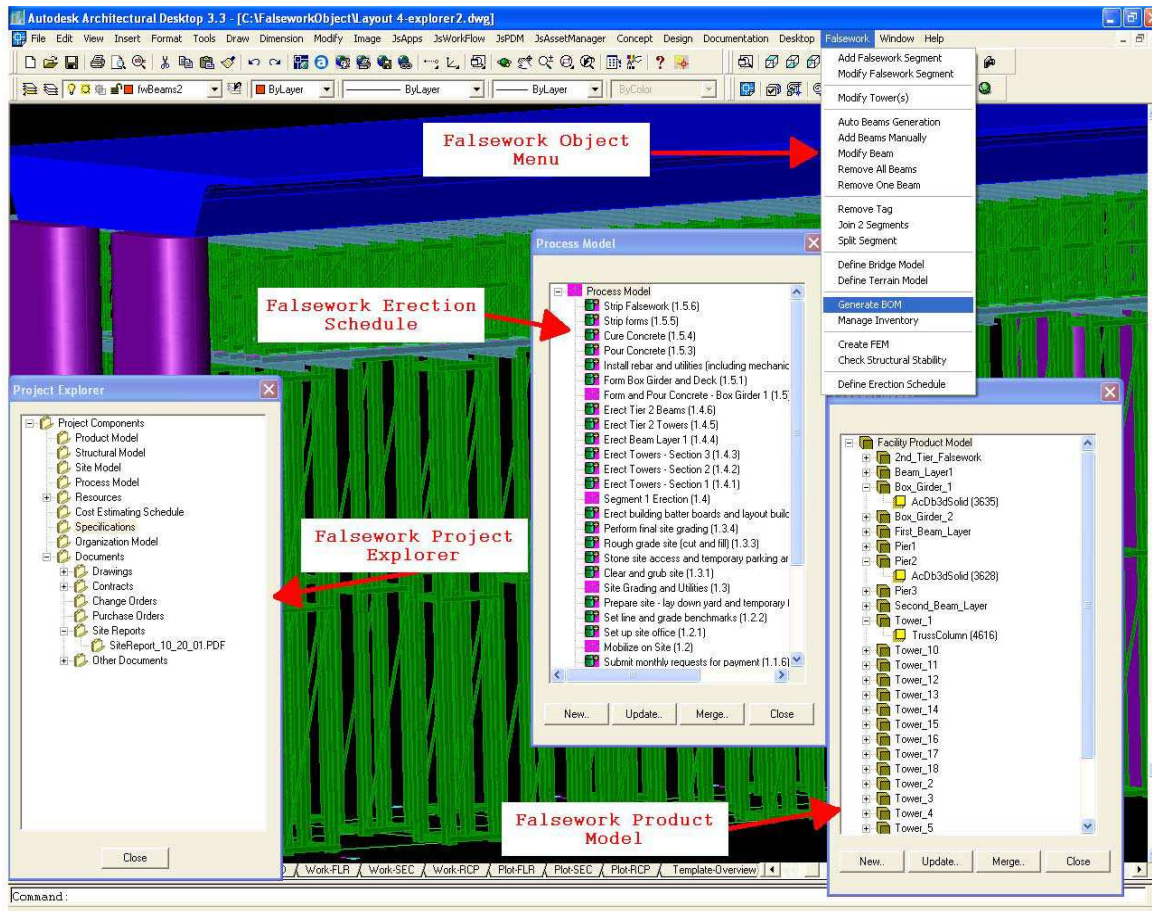 Autodesk Architectural Desktop 3.3 - [C:\FalseworkObject\Layout 4-explorer2.dwg]
File Edit View Insert Format Tools Draw Dimension Modify Image JsApps JsWorkFlow JsPDM JsAssetManager Concept Design Documentation Desktop Falsework Window Help
fwBeams2 ByLayer ByLayer ByLayer ByColor
Add Falsework Segment
Modify Falsework Segment
Modify Tower(s)
Auto Beams Generation
Add Beams Manually
Modify Beam
Remove All Beams
Remove One Beam
Remove Tag
Join 2 Segments
Split Segment
Define Bridge Model
Define Terrain Model
Generate BOM
Manage Inventory
Create FEM
Check Structural Stability
Define Erection Schedule
Falsework Object
Menu
Falsework Erection
Schedule
Process Model
Process Model
Strip Falsework (1.5.6)
Strip forms (1.5.5)
Cure Concrete (1.5.4)
Pour Concrete (1.5.3)
Install rebar and utilities (including mechanic
Form Box Girder and Deck (1.5.1)
Form and Pour Concrete - Box Girder 1 (1.5)
Erect Tier 2 Beams (1.4.6)
Erect Tier 2 Towers (1.4.5)
Erect Beam Layer 1 (1.4.4)
Erect Towers - Section 3 (1.4.3)
Erect Towers - Section 2 (1.4.2)
Erect Towers - Section 1 (1.4.1)
Segment 1 Erection (1.4)
Erect building batter boards and layout build
Perform final site grading (1.3.4)
Rough grade site (cut and fill) (1.3.3)
Stone site access and temporary parking ar
Clear and grub site (1.3.1)
Site Grading and Utilities (1.3)
Prepare site - lay down yard and temporary
Set line and grade benchmarks (1.2.2)
Set up site office (1.2.1)
Mobilize on Site (1.2)
Submit monthly requests for payment (1.1.6)
New.. Update.. Merge.. Close
Project Explorer
Project Components
Product Model
Structural Model
Site Model
Process Model
Resources
Cost Estimating Schedule
Specifications
Organization Model
Documents
Drawings
Contracts
Change Orders
Purchase Orders
Site Reports
SiteReport_10_20_01.PDF
Other Documents
Close
Falsework Project
Explorer
Facility Product Model
2nd_Tier_Falsework
Beam_Layer1
Box_Girder_1
AcDb3dSolid (3635)
Box_Girder_2
First_Beam_Layer
Pier1
Pier2
AcDb3dSolid (3628)
Pier3
Second_Beam_Layer
Tower_1
TrussColumn (4616)
Tower_10
Tower_11
Tower_12
Tower_13
Tower_14
Tower_15
Tower_16
Tower_17
Tower_18
Tower_2
Tower_3
Tower_4
Tower_5
New.. Update.. Merge.. Close
Falsework Product
Model
Work-FLR Work-SEC Work-RCP Plot-FLR Plot-SEC Plot-RCP Template-Overview
Command: